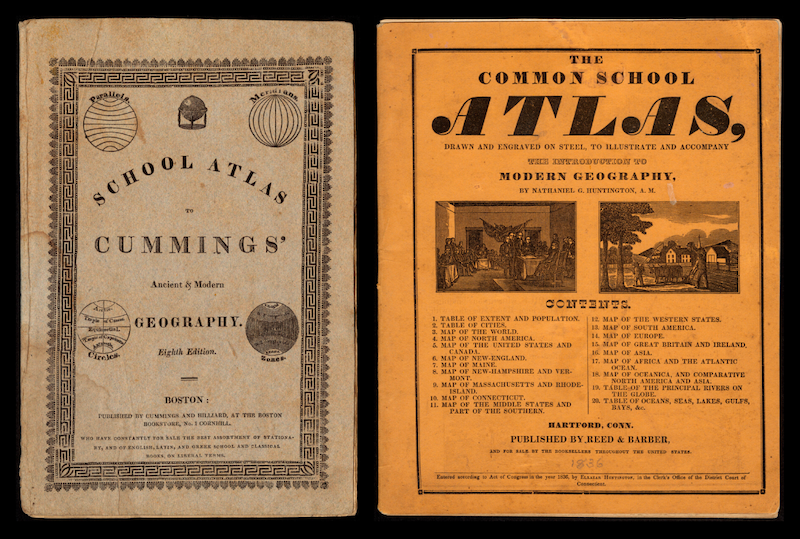 Parallels.
Meridians.
SCHOOL ATLAS
TO
CUMMINGS'
Ancient & Modern
GEOGRAPHY.
Circles.
Zones.
Eighth Edition.
BOSTON:
PUBLISHED BY CUMMINGS AND HILLIARD, AT THE BOSTON
BOOKSTORE, No. 1 CORNHILL.
WHO HAVE CONSTANTLY FOR SALE THE BEST ASSORTMENT OF STATIONA-
RY, AND OF ENGLISH, LATIN, AND GREEK SCHOOL AND CLASSICAL
BOOKS, ON LIBERAL TERMS.
THE
COMMON SCHOOL
ATLAS,
DRAWN AND ENGRAVED ON STEEL, TO ILLUSTRATE AND ACCOMPANY
THE INTRODUCTION TO
MODERN GEOGRAPHY,
BY NATHANIEL G. HUNTINGTON, A. M.
CONTENTS.
1. TABLE OF EXTENT AND POPULATION.
2. TABLE OF CITIES.
3. MAP OF THE WORLD.
4. MAP OF NORTH AMERICA.
5. MAP OF THE UNITED STATES AND
CANADA.
6. MAP OF NEW-ENGLAND.
7. MAP OF MAINE.
8. MAP OF NEW-HAMPSHIRE AND VER-
MONT.
9. MAP OF MASSACHUSETTS AND RHODE-
ISLAND.
10. MAP OF CONNECTICUT.
11. MAP OF THE MIDDLE STATES AND
PART OF THE SOUTHERN.
12. MAP OF THE WESTERN STATES.
13. MAP OF SOUTH AMERICA.
14. MAP OF EUROPE.
15. MAP OF GREAT BRITAIN AND IRELAND.
16. MAP OF ASIA.
17. MAP OF AFRICA AND THE ATLANTIC
OCEAN.
18. MAP OF OCEANICA, AND COMPARATIVE
NORTH AMERICA AND ASIA.
19. TABLE OF THE PRINCIPAL RIVERS ON
THE GLOBE.
20. TABLE OF OCEANS, SEAS, LAKES, GULFS,
BAYS, &c.
HARTFORD, CONN.
PUBLISHED BY REED & BARBER,
AND FOR SALE BY THE BOOKSELLERS THROUGHOUT THE UNITED STATES.
1836
Entered according to Act of Congress in the year 1836, by ELEAZAR HUNTINGTON, in the Clerk's Office of the District Court of
Connecticut.